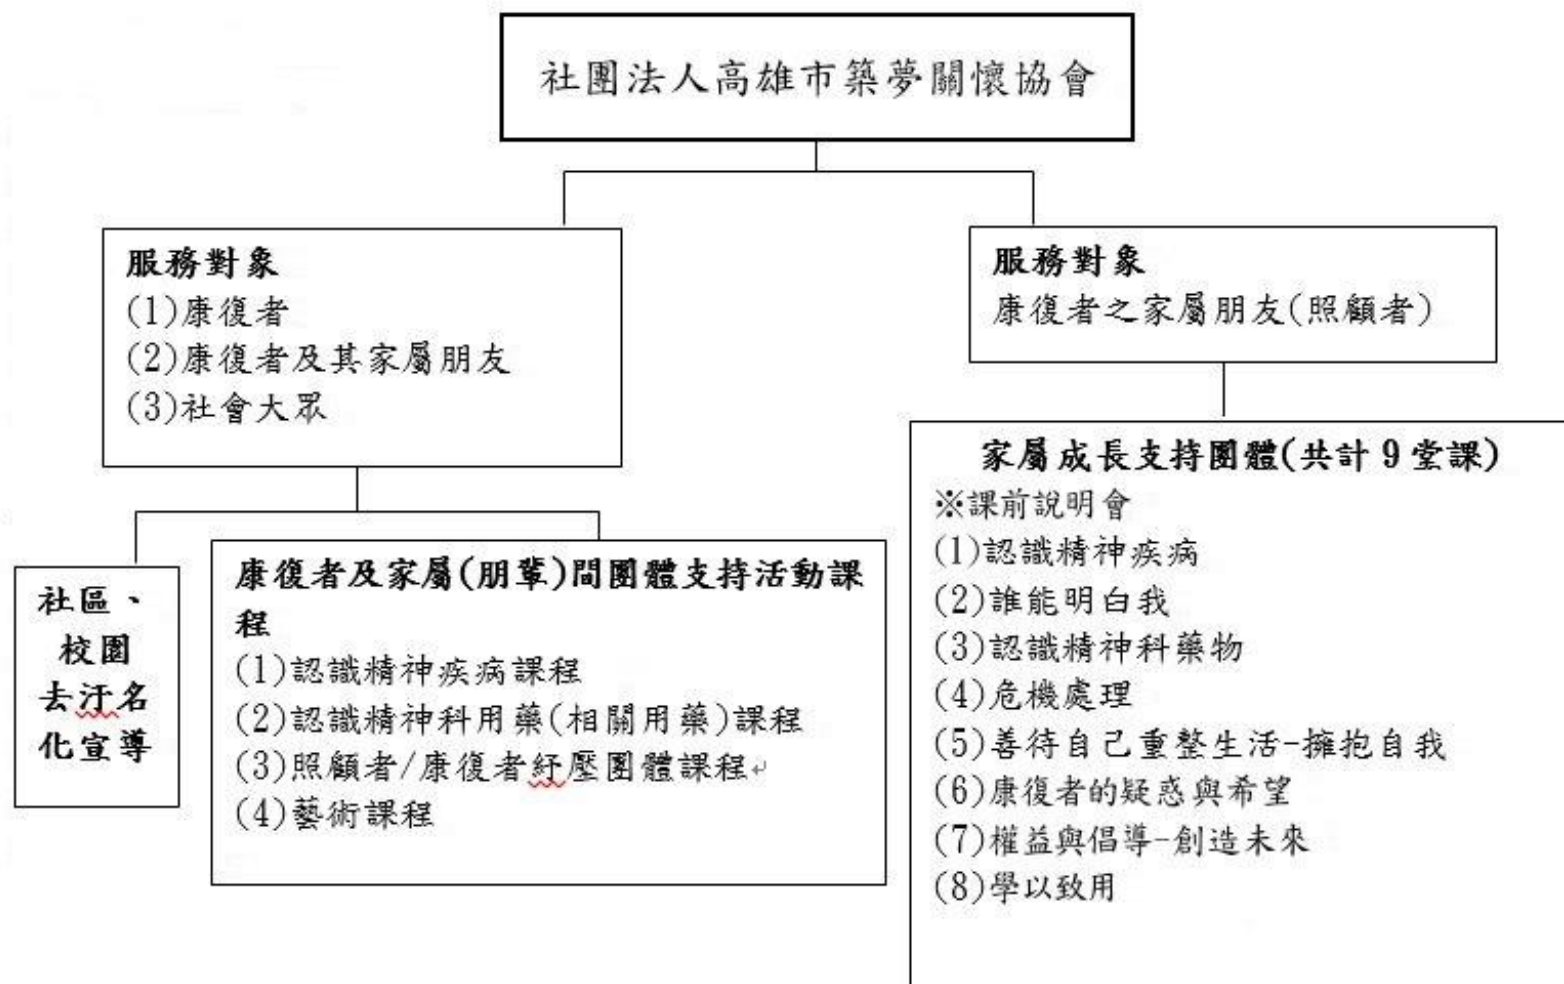 社團法人高雄市築夢關懷協會
服務對象
(1)康復者
(2)康復者及其家屬朋友
(3)社會大眾
服務對象
康復者之家屬朋友(照顧者)
社區、
校園
去汙名
化宣導
康復者及家屬(朋輩)間團體支持活動課
程
(1)認識精神疾病課程
(2)認識精神科用藥(相關用藥)課程
(3)照顧者/康復者紓壓團體課程↵
(4)藝術課程
家屬成長支持團體(共計 9 堂課)
※課前說明會
(1)認識精神疾病
(2)誰能明白我
(3)認識精神科藥物
(4)危機處理
(5)善待自己重整生活-擁抱自我
(6)康復者的疑惑與希望
(7)權益與倡導-創造未來
(8)學以致用